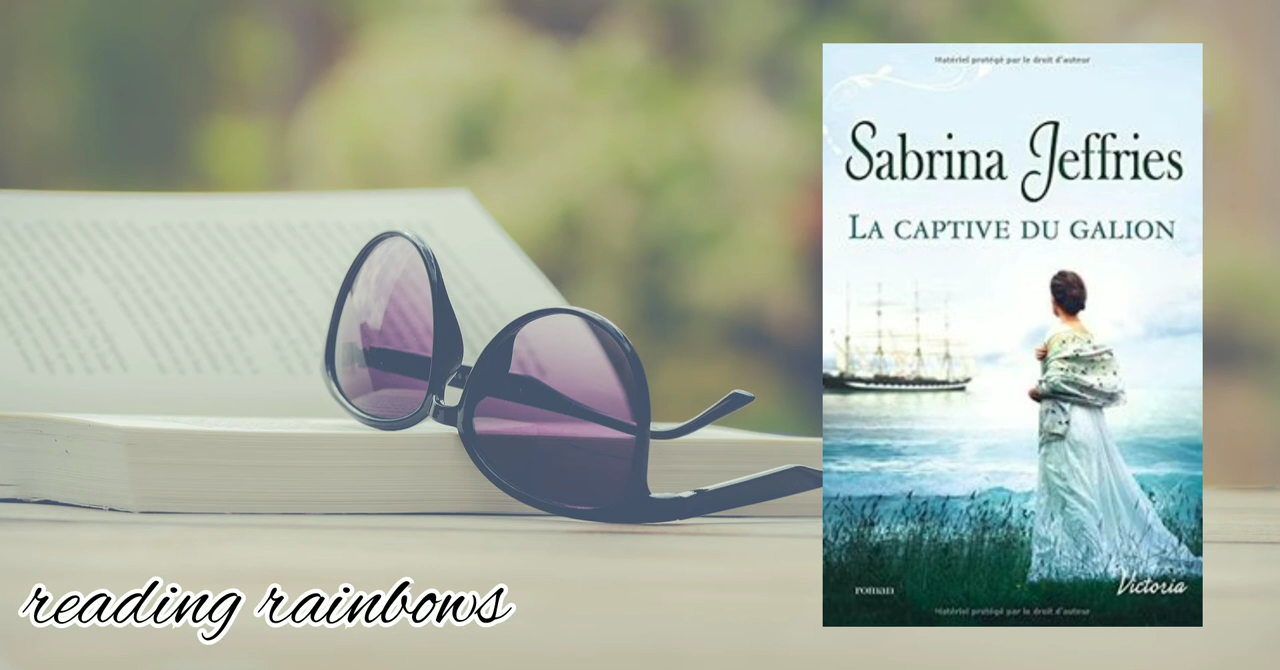 Matériel protégé par le droit d'auteur
Sabrina Jeffries
LA CAPTIVE DU GALION
roman
Victoria
Matériel protégé par le droit d'auteur
reading rainbows